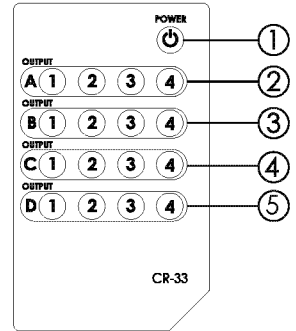 POWER
1
OUTPUT
A 1 2 3 4
2
OUTPUT
B 1 2 3 4
3
OUTPUT
C 1 2 3 4
4
OUTPUT
D 1 2 3 4
5
CR-33